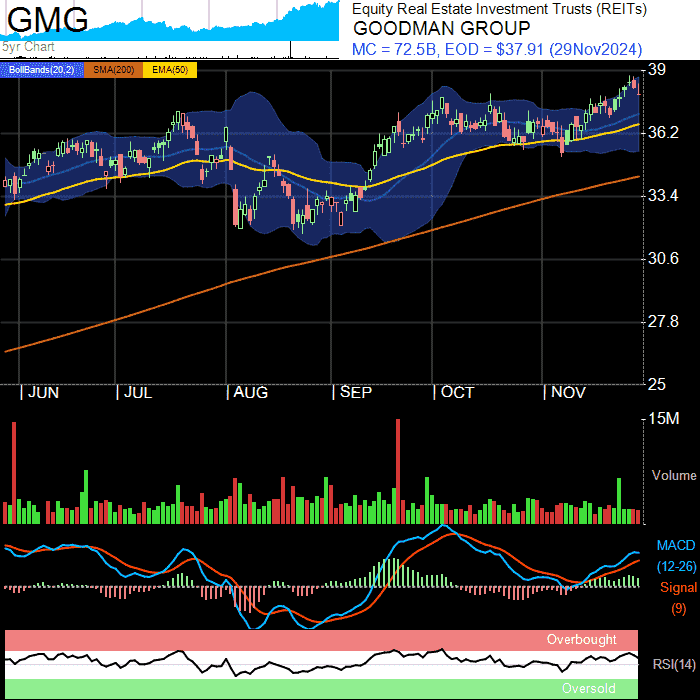 GMG
5yr Chart
Equity Real Estate Investment Trusts (REITs)
GOODMAN GROUP
MC = 72.5B, EOD = $37.91 (29Nov2024)
BollBands(20,2) SMA(200) EMA(50)
39
36.2
33.4
30.6
27.8
25
JUN JUL AUG SEP OCT NOV
15M
Volume
MACD
(12-26)
Signal
(9)
Overbought
RSI(14)
Oversold